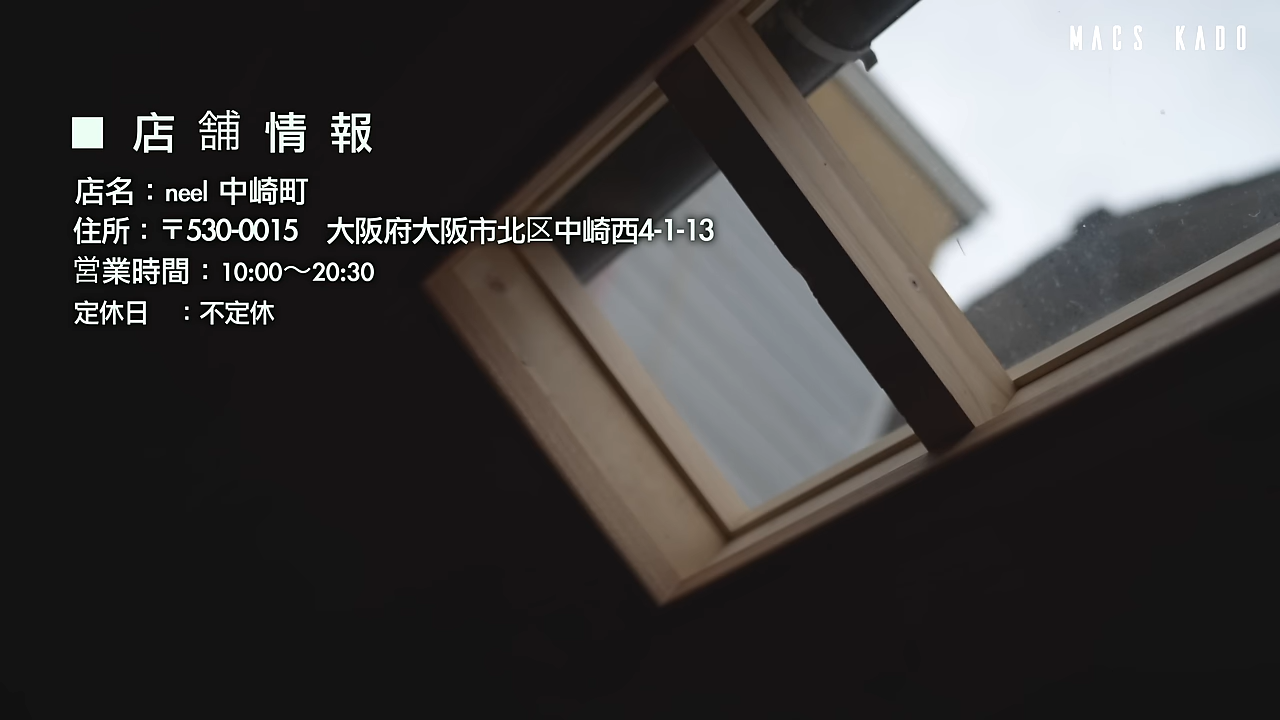 MACS KADO
■ 店舗情報
店名：neel 中崎町
住所：〒530-0015　大阪府大阪市北区中崎西4-1-13
営業時間：10:00～20:30
定休日　：不定休